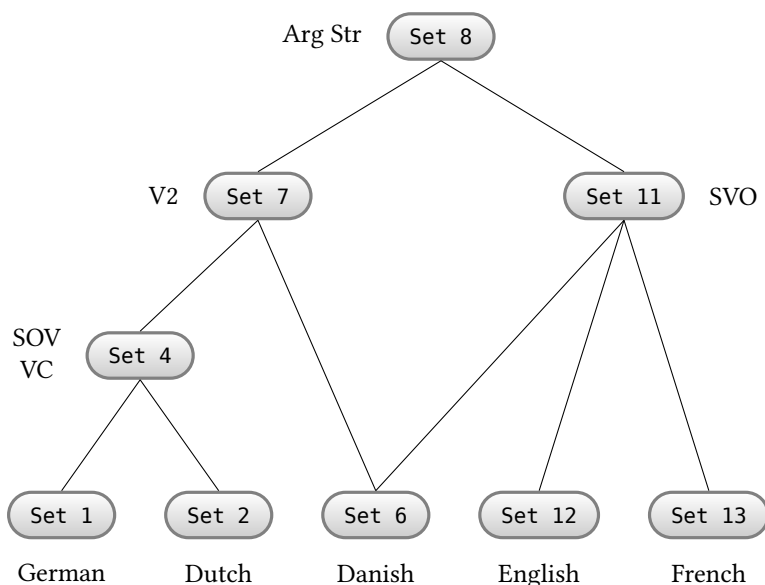 Arg Str Set 8
V2 Set 7 Set 11 SVO
SOV
VC
Set 4
Set 1 Set 2 Set 6 Set 12 Set 13
German Dutch Danish English French